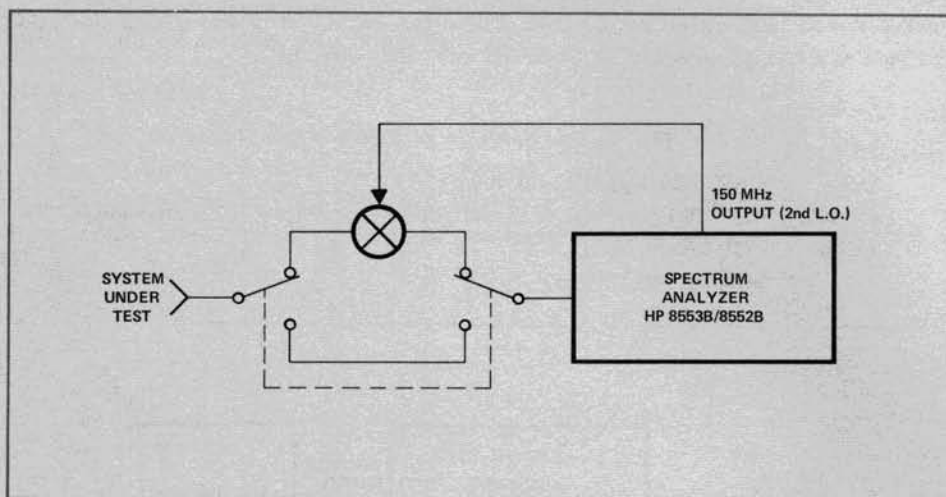 150 MHz
OUTPUT (2nd L.O.)
SYSTEM
UNDER
TEST
SPECTRUM
ANALYZER
HP 8553B/8552B